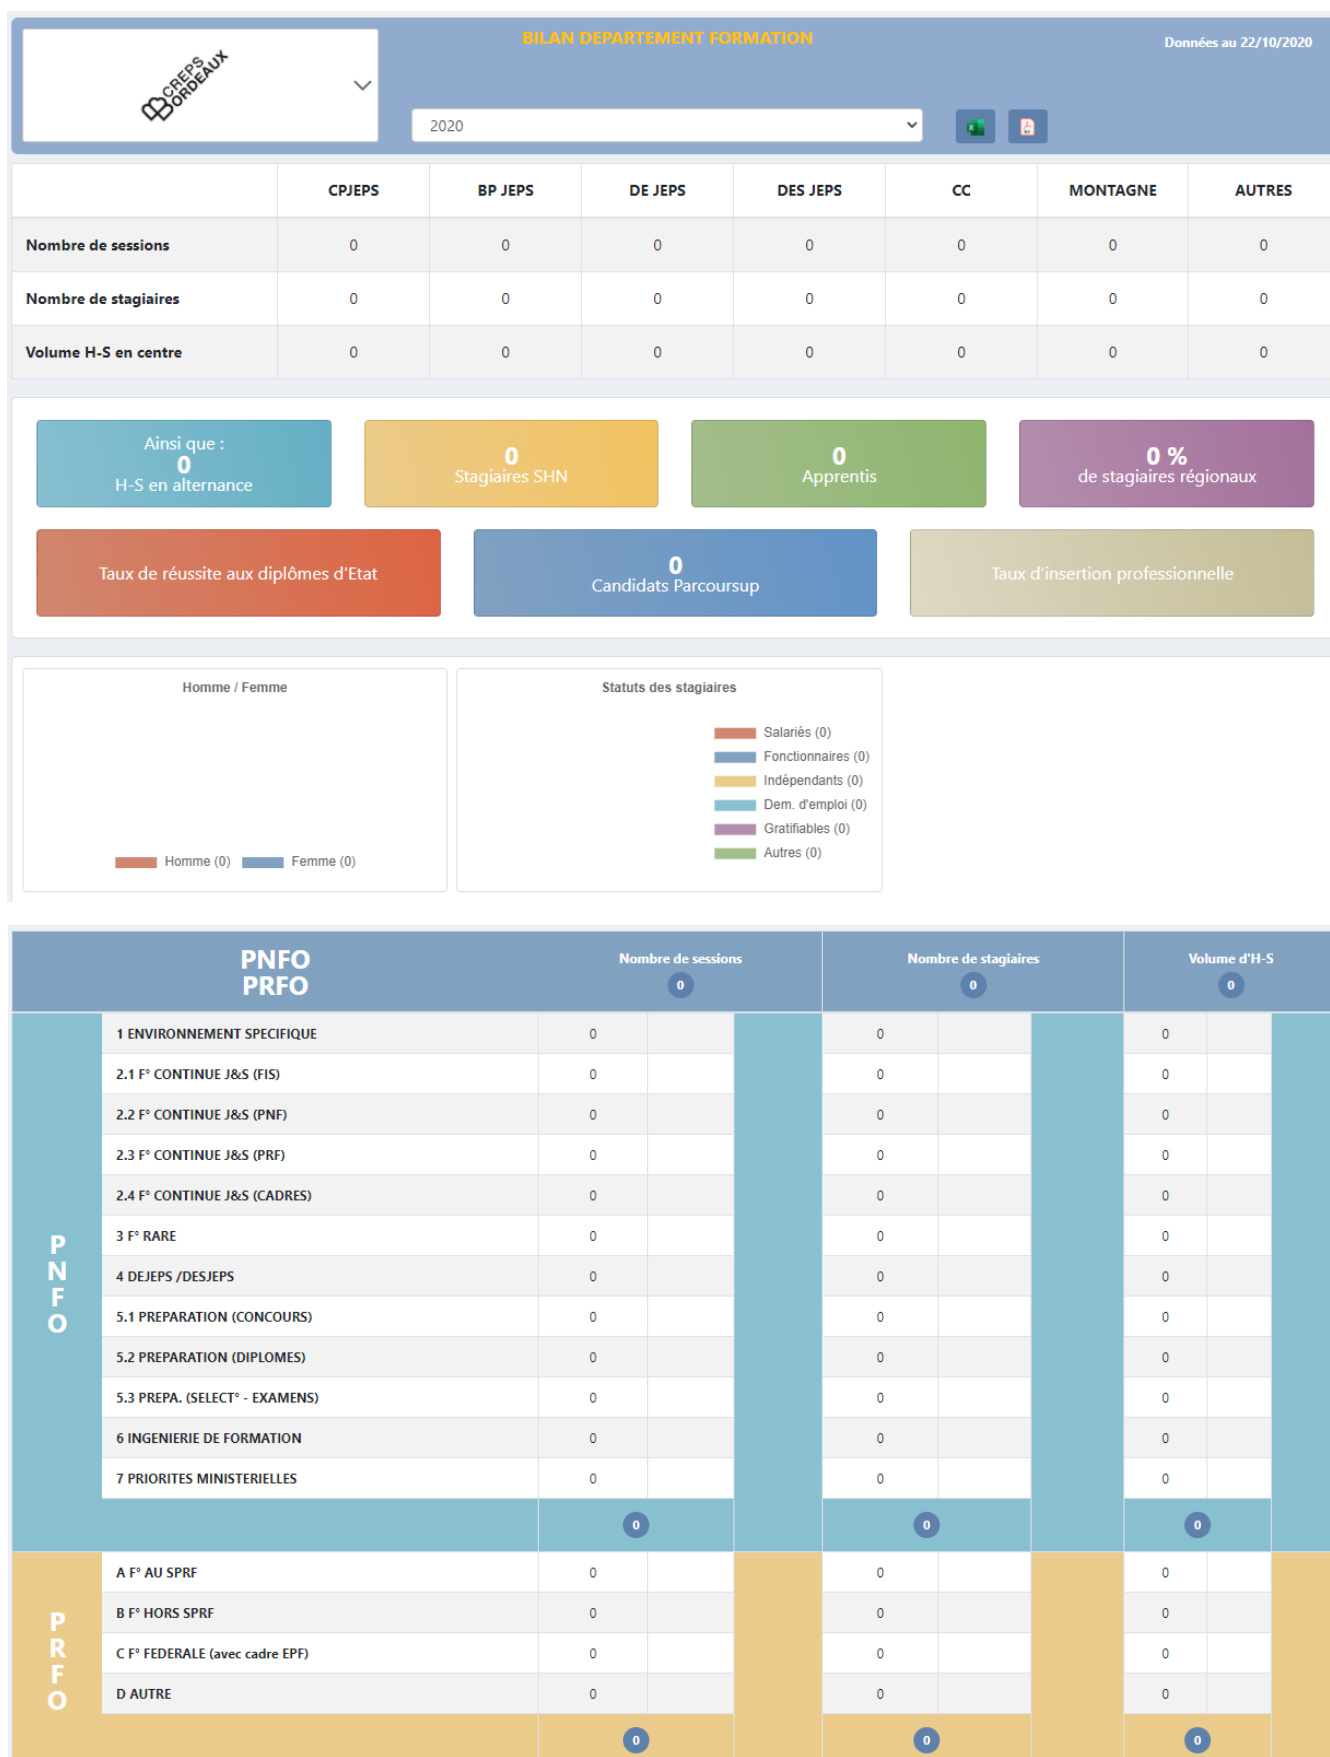 CREPS
BORDEAUX
BILAN DEPARTEMENT FORMATION
Données au 22/10/2020
2020
CPJEPS BP JEPS DE JEPS DES JEPS CC MONTAGNE AUTRES
Nombre de sessions 0 0 0 0 0 0 0
Nombre de stagiaires 0 0 0 0 0 0 0
Volume H-S en centre 0 0 0 0 0 0 0
Ainsi que :
0
H-S en alternance
0
Stagiaires SHN
0
Apprentis
0 %
de stagiaires régionaux
Taux de réussite aux diplômes d'Etat
0
Candidats Parcoursup
Taux d'insertion professionnelle
Homme / Femme
Homme (0) Femme (0)
Statuts des stagiaires
Salariés (0)
Fonctionnaires (0)
Indépendants (0)
Dem. d'emploi (0)
Gratifiables (0)
Autres (0)
PNFO
PRFO
Nombre de sessions
0
Nombre de stagiaires
0
Volume d'H-S
0
PNFO
1 ENVIRONNEMENT SPECIFIQUE 0 0 0
2.1 F° CONTINUE J&S (FIS) 0 0 0
2.2 F° CONTINUE J&S (PNF) 0 0 0
2.3 F° CONTINUE J&S (PRF) 0 0 0
2.4 F° CONTINUE J&S (CADRES) 0 0 0
3 F° RARE 0 0 0
4 DEJEPS /DESJEPS 0 0 0
5.1 PREPARATION (CONCOURS) 0 0 0
5.2 PREPARATION (DIPLOMES) 0 0 0
5.3 PREPA. (SELECT° - EXAMENS) 0 0 0
6 INGENIERIE DE FORMATION 0 0 0
7 PRIORITES MINISTERIELLES 0 0 0
0 0 0
PRFO
A F° AU SPRF 0 0 0
B F° HORS SPRF 0 0 0
C F° FEDERALE (avec cadre EPF) 0 0 0
D AUTRE 0 0 0
0 0 0